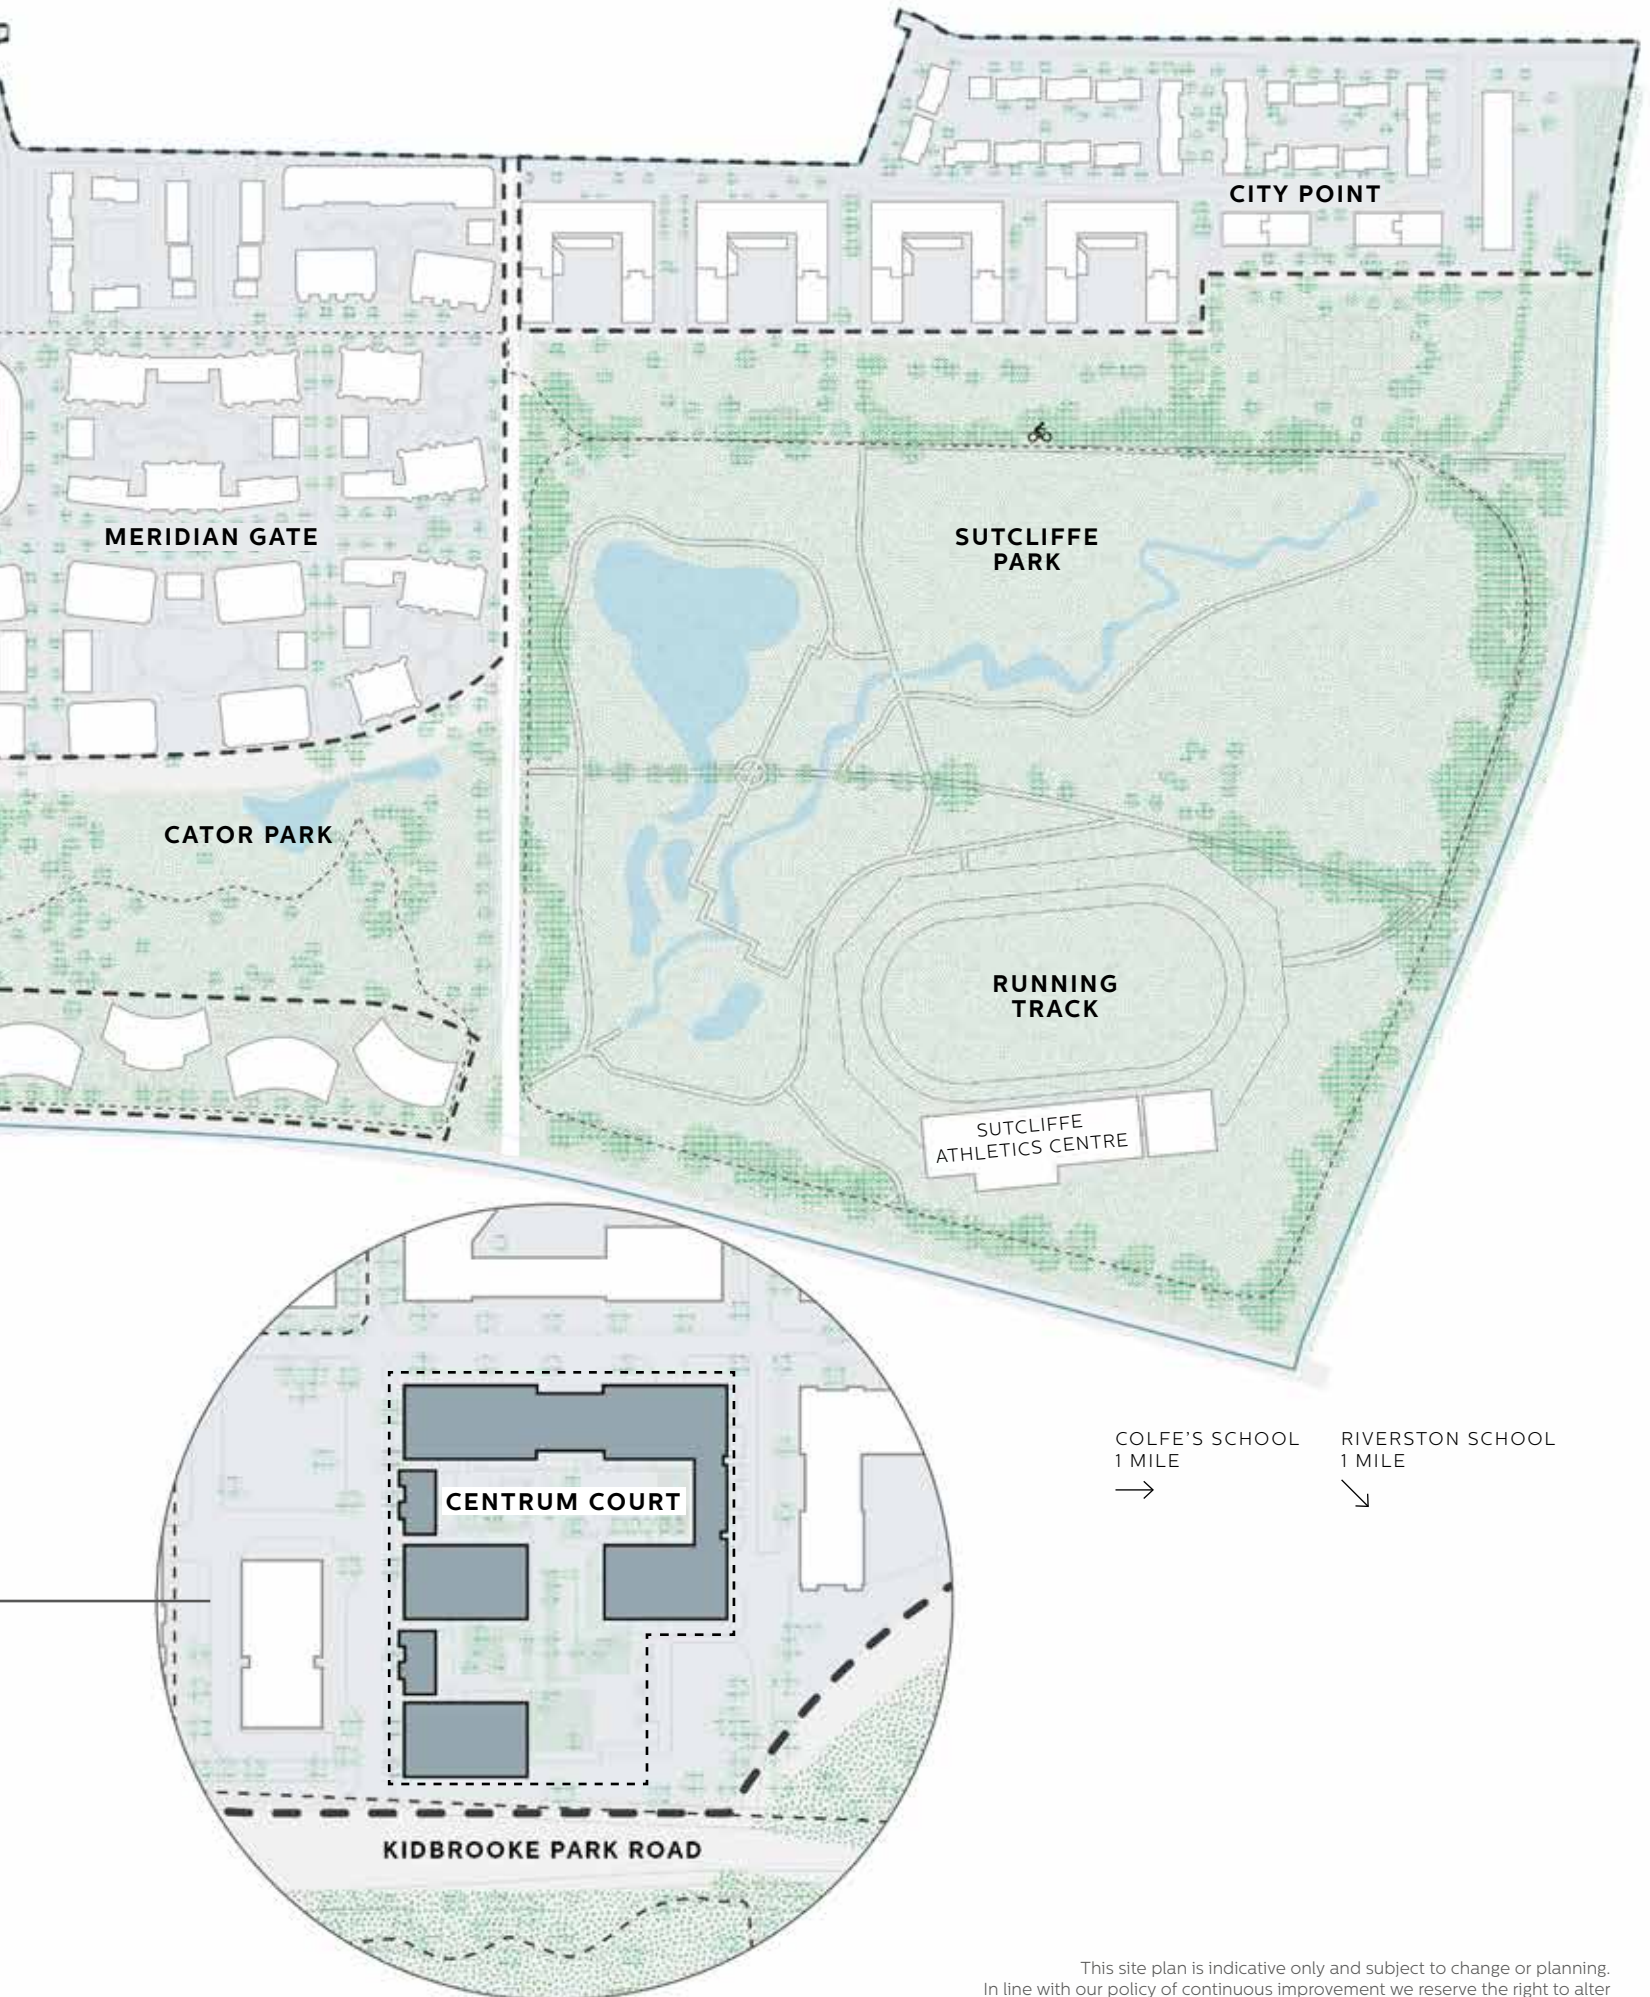 CITY POINT
MERIDIAN GATE
SUTCLIFFE
PARK
CATOR PARK
RUNNING
TRACK
SUTCLIFFE
ATHLETICS CENTRE
COLFE'S SCHOOL
1 MILE
RIVERSTON SCHOOL
1 MILE
CENTRUM COURT
KIDBROOKE PARK ROAD
This site plan is indicative only and subject to change or planning.
In line with our policy of continuous improvement we reserve the right to alter